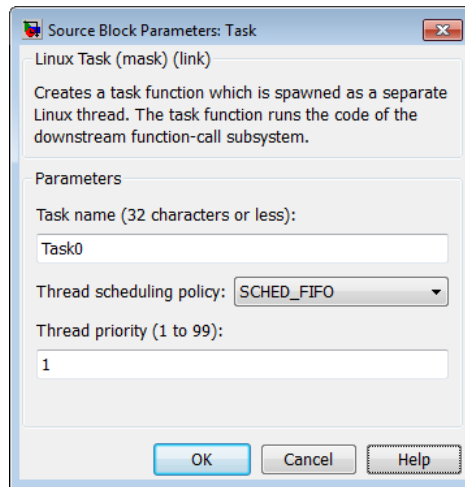 Source Block Parameters: Task
Linux Task (mask) (link)
Creates a task function which is spawned as a separate
Linux thread. The task function runs the code of the
downstream function-call subsystem.
Parameters
Task name (32 characters or less):
Task0
Thread scheduling policy: SCHED_FIFO
Thread priority (1 to 99):
1
OK Cancel Help